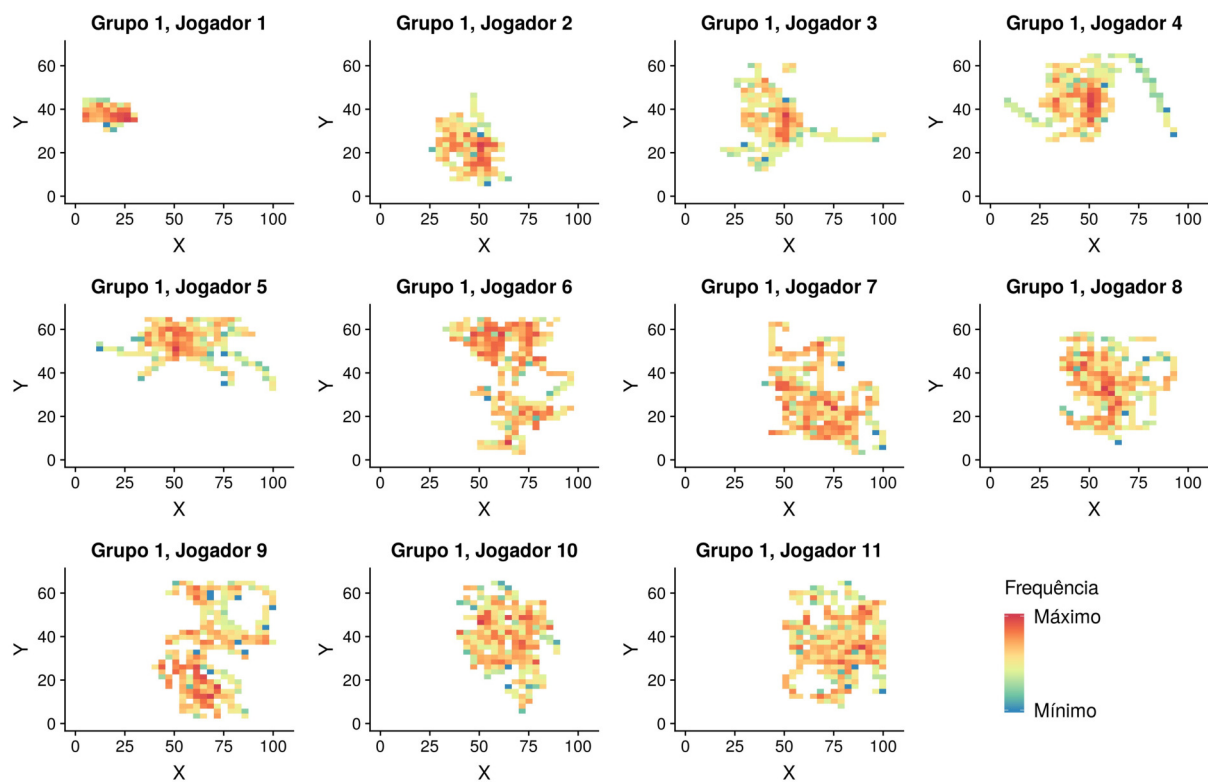 Grupo 1, Jogador 1
Grupo 1, Jogador 2
Grupo 1, Jogador 3
Grupo 1, Jogador 4
60
40
20
0
Y
0 25 50 75 100
X
60
40
20
0
Y
0 25 50 75 100
X
60
40
20
0
Y
0 25 50 75 100
X
60
40
20
0
Y
0 25 50 75 100
X
Grupo 1, Jogador 5
Grupo 1, Jogador 6
Grupo 1, Jogador 7
Grupo 1, Jogador 8
60
40
20
0
Y
0 25 50 75 100
X
60
40
20
0
Y
0 25 50 75 100
X
60
40
20
0
Y
0 25 50 75 100
X
60
40
20
0
Y
0 25 50 75 100
X
Grupo 1, Jogador 9
Grupo 1, Jogador 10
Grupo 1, Jogador 11
60
40
20
0
Y
0 25 50 75 100
X
60
40
20
0
Y
0 25 50 75 100
X
60
40
20
0
Y
0 25 50 75 100
X
Frequência
Máximo
Mínimo